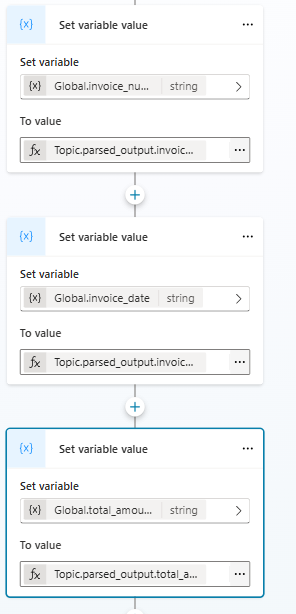 {x} Set variable value ...
Set variable
{x} Global.invoice_nu... string
To value
fx Topic.parsed_output.invoic... ...
Set variable value ...
{x}
Set variable
{x} Global.invoice_date string
To value
fx Topic.parsed_output.invoic... ...
{x} Set variable value ...
Set variable
{x} Global.total_amou... string
To value
fx Topic.parsed_output.total_a... ...